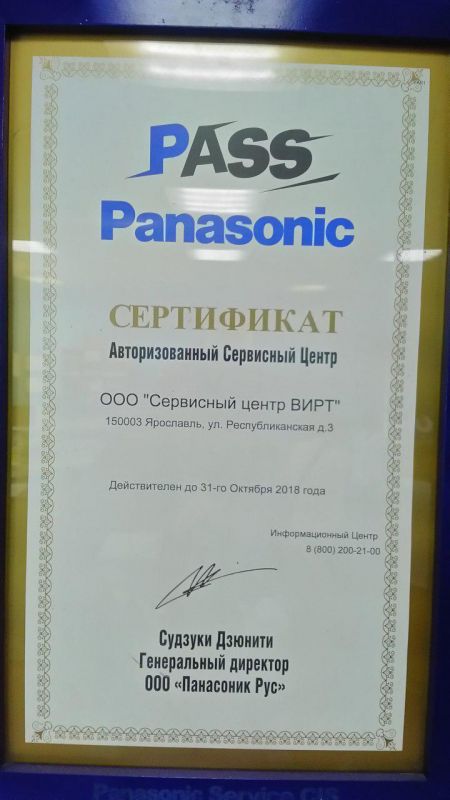 PASS
Panasonic
СЕРТИФИКАТ
Авторизованный Сервисный Центр
ООО "Сервисный центр ВИРТ"
150003 Ярославль, ул. Республиканская д.3
Действителен до 31-го Октября 2018 года
Информационный Центр
8 (800) 200-21-00
Судзуки Дзюнити
Генеральный директор
ООО «Панасоник Рус»
Panasonic Service CIS